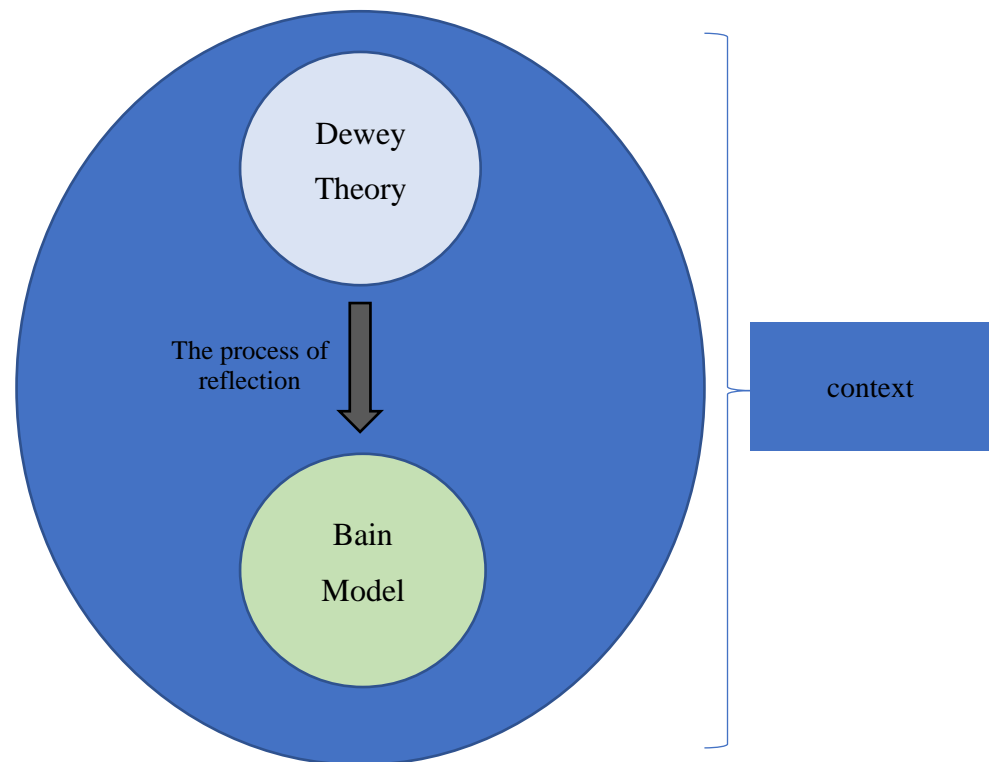 Dewey
Theory
The process of
reflection
context
Bain
Model